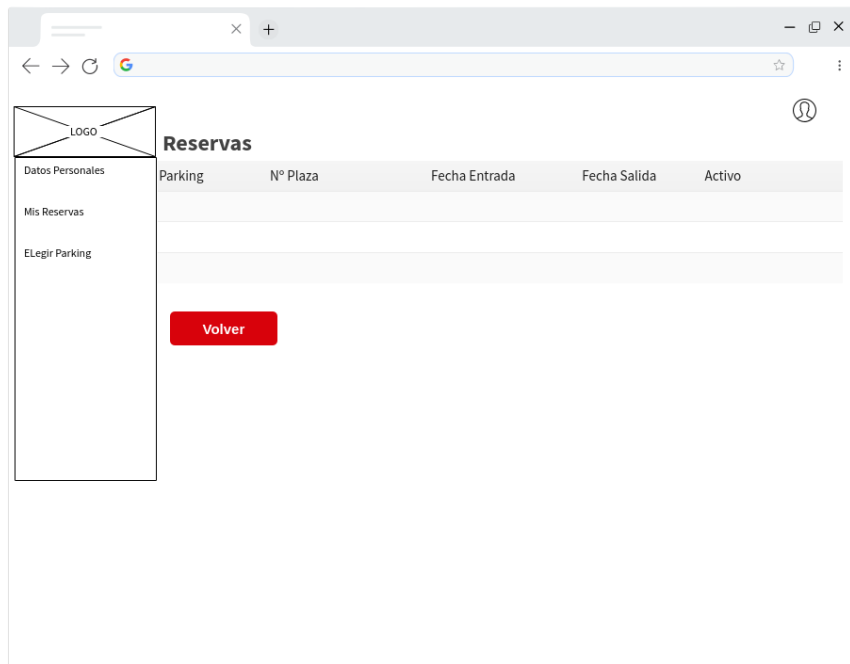 LOGO
Reservas
Datos Personales
Mis Reservas
ELegir Parking
Parking Nº Plaza Fecha Entrada Fecha Salida Activo
Volver